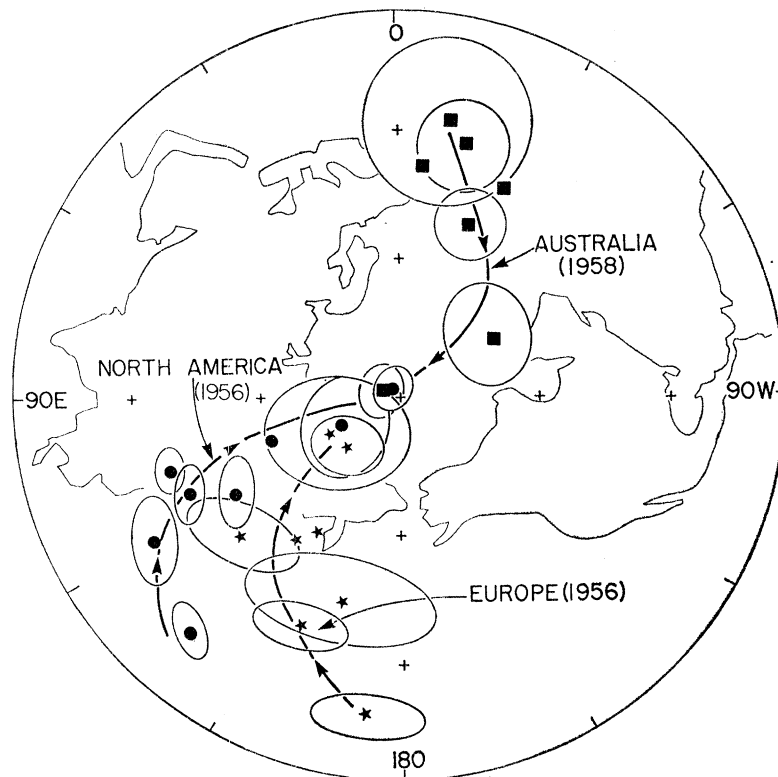 0
AUSTRALIA
(1958)
NORTH AMERICA
(1956)
90E
90W
EUROPE (1956)
180